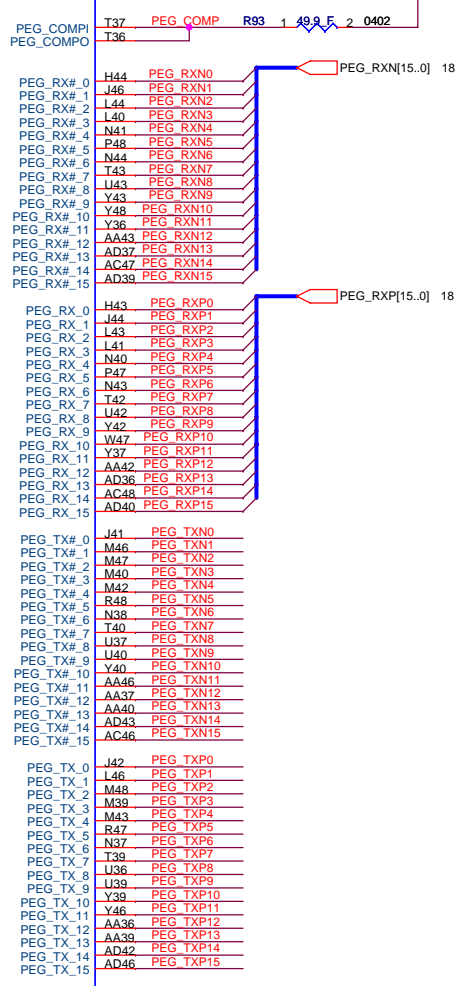 PEG_COMPI T37 PEG_COMP R93 1 49.9_F 2 0402
PEG_COMPO T36
PEG_RXN[15..0] 18
PEG_RX#_0 H44 PEG_RXN0
PEG_RX#_1 J46 PEG_RXN1
PEG_RX#_2 L44 PEG_RXN2
PEG_RX#_3 L40 PEG_RXN3
PEG_RX#_4 N41 PEG_RXN4
PEG_RX#_5 P48 PEG_RXN5
PEG_RX#_6 N44 PEG_RXN6
PEG_RX#_7 T43 PEG_RXN7
PEG_RX#_8 U43 PEG_RXN8
PEG_RX#_9 Y43 PEG_RXN9
PEG_RX#_10 Y48 PEG_RXN10
PEG_RX#_11 Y36 PEG_RXN11
PEG_RX#_12 AA43 PEG_RXN12
PEG_RX#_13 AD37 PEG_RXN13
PEG_RX#_14 AC47 PEG_RXN14
PEG_RX#_15 AD39 PEG_RXN15
PEG_RXP[15..0] 18
PEG_RX_0 H43 PEG_RXP0
PEG_RX_1 J44 PEG_RXP1
PEG_RX_2 L43 PEG_RXP2
PEG_RX_3 L41 PEG_RXP3
PEG_RX_4 N40 PEG_RXP4
PEG_RX_5 P47 PEG_RXP5
PEG_RX_6 N43 PEG_RXP6
PEG_RX_7 T42 PEG_RXP7
PEG_RX_8 U42 PEG_RXP8
PEG_RX_9 Y42 PEG_RXP9
PEG_RX_10 W47 PEG_RXP10
PEG_RX_11 Y37 PEG_RXP11
PEG_RX_12 AA42 PEG_RXP12
PEG_RX_13 AD36 PEG_RXP13
PEG_RX_14 AC48 PEG_RXP14
PEG_RX_15 AD40 PEG_RXP15
PEG_TX#_0 J41 PEG_TXN0
PEG_TX#_1 M46 PEG_TXN1
PEG_TX#_2 M47 PEG_TXN2
PEG_TX#_3 M40 PEG_TXN3
PEG_TX#_4 M42 PEG_TXN4
PEG_TX#_5 R48 PEG_TXN5
PEG_TX#_6 N38 PEG_TXN6
PEG_TX#_7 T40 PEG_TXN7
PEG_TX#_8 U37 PEG_TXN8
PEG_TX#_9 U40 PEG_TXN9
PEG_TX#_10 Y40 PEG_TXN10
PEG_TX#_11 AA46 PEG_TXN11
PEG_TX#_12 AA37 PEG_TXN12
PEG_TX#_13 AA40 PEG_TXN13
PEG_TX#_14 AD43 PEG_TXN14
PEG_TX#_15 AC46 PEG_TXN15
PEG_TX_0 J42 PEG_TXP0
PEG_TX_1 L46 PEG_TXP1
PEG_TX_2 M48 PEG_TXP2
PEG_TX_3 M39 PEG_TXP3
PEG_TX_4 M43 PEG_TXP4
PEG_TX_5 R47 PEG_TXP5
PEG_TX_6 N37 PEG_TXP6
PEG_TX_7 T39 PEG_TXP7
PEG_TX_8 U36 PEG_TXP8
PEG_TX_9 U39 PEG_TXP9
PEG_TX_10 Y39 PEG_TXP10
PEG_TX_11 Y46 PEG_TXP11
PEG_TX_12 AA36 PEG_TXP12
PEG_TX_13 AA39 PEG_TXP13
PEG_TX_14 AD42 PEG_TXP14
PEG_TX_15 AD46 PEG_TXP15